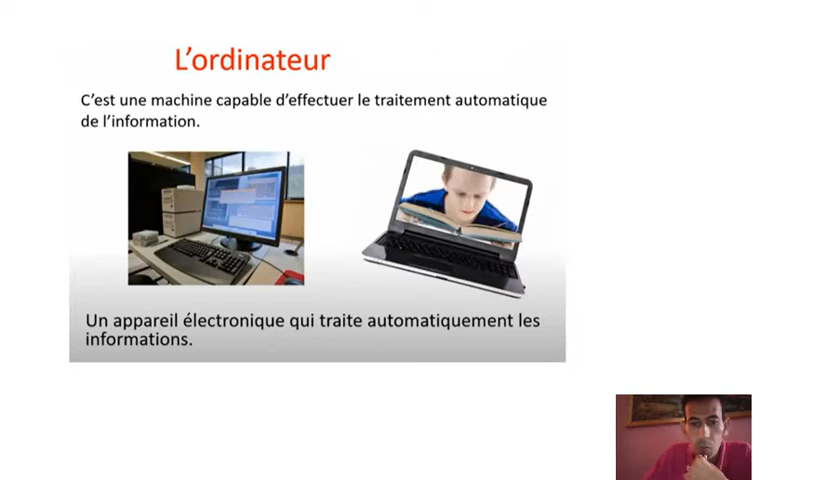 L’ordinateur
C’est une machine capable d’effectuer le traitement automatique
de l’information.
Un appareil électronique qui traite automatiquement les
informations.